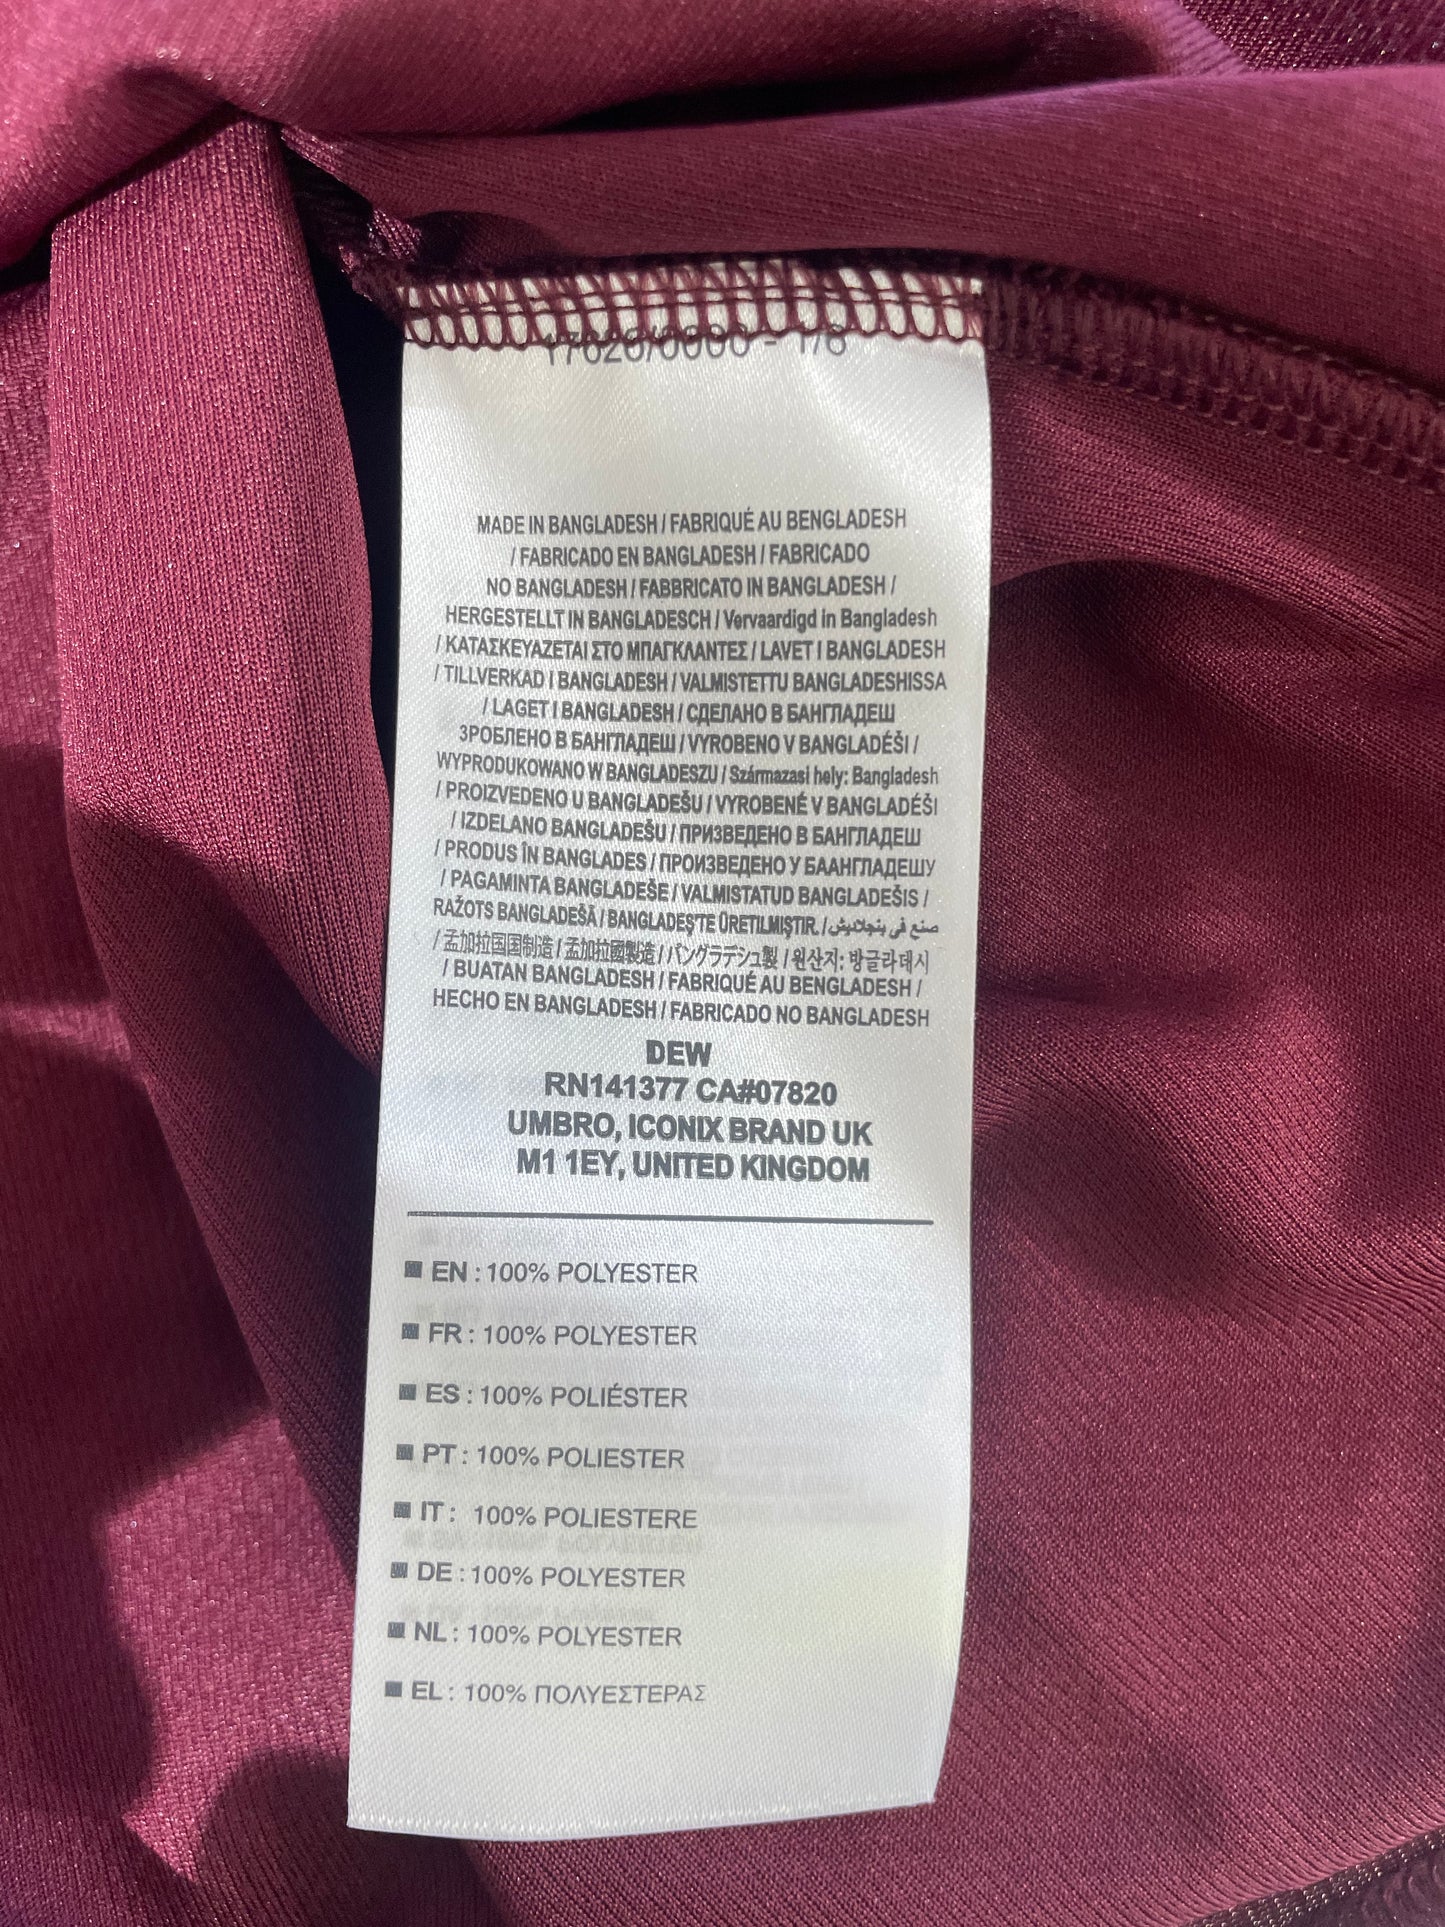 MADE IN BANGLADESH / FABRIQUÉ AU BENGLADESH
/ FABRICADO EN BANGLADESH / FABRICADO
NO BANGLADESH / FABBRICATO IN BANGLADESH /
HERGESTELLT IN BANGLADESCH / Vervaardigd in Bangladesh
/ ΚΑΤΑΣΚΕΥΑΖΕΤΑΙ ΣΤΟ ΜΠΑΓΚΛΑΝΤΕΣ / LAVET I BANGLADESH
/ TILLVERKAD I BANGLADESH / VALMISTETTU BANGLADESHISSA
/ LAGET I BANGLADESH / СДЕЛАНО В БАНГЛАДЕШ
ЗРОБЛЕНО В БАНГЛАДЕШ / VYROBENO V BANGLADÉŠI /
WYPRODUKOWANO W BANGLADESZU / Származasi hely: Bangladesh
/ PROIZVEDENO U BANGLADEŠU / VYROBENÉ V BANGLADÉŠI
/ IZDELANO BANGLADEŠU / ПРИЗВЕДЕНО В БАНГЛАДЕШ
/ PRODUS ÎN BANGLADES / ПРОИЗВЕДЕНО У БААНГЛАДЕШУ
/ PAGAMINTA BANGLADEŠE / VALMISTATUD BANGLADEŠIS /
RAŽOTS BANGLADEŠĀ / BANGLADEŞ'TE ÜRETILMIŞTIR. / صنع في بنجلاديش
/ 孟加拉国国制造 / 孟加拉國製造 / バングラデシュ製 / 원산지: 방글라데시
/ BUATAN BANGLADESH / FABRIQUÉ AU BENGLADESH /
HECHO EN BANGLADESH / FABRICADO NO BANGLADESH
DEW
RN141377 CA#07820
UMBRO, ICONIX BRAND UK
M1 1EY, UNITED KINGDOM
EN : 100% POLYESTER
FR : 100% POLYESTER
ES : 100% POLIÉSTER
PT : 100% POLIESTER
IT : 100% POLIESTERE
DE : 100% POLYESTER
NL : 100% POLYESTER
EL : 100% ΠΟΛΥΕΣΤΕΡΑΣ